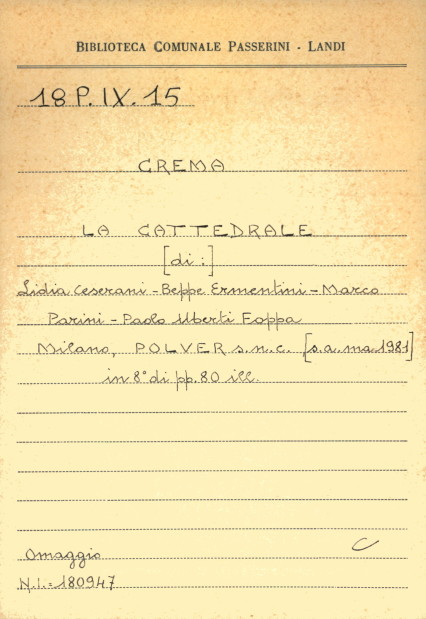 BIBLIOTECA COMUNALE PASSERINI - LANDI
18 P. IX. 15
CREMA
LA CATTEDRALE
[di:]
Lidia Ceserani - Beppe Ermentini - Marco
Parini - Paolo Uberti Foppa
Milano, POLVER s.n.c. [s.a. ma 1981]
in 8° di pp. 80 ill.
C
Omaggio
N.I.= 180947